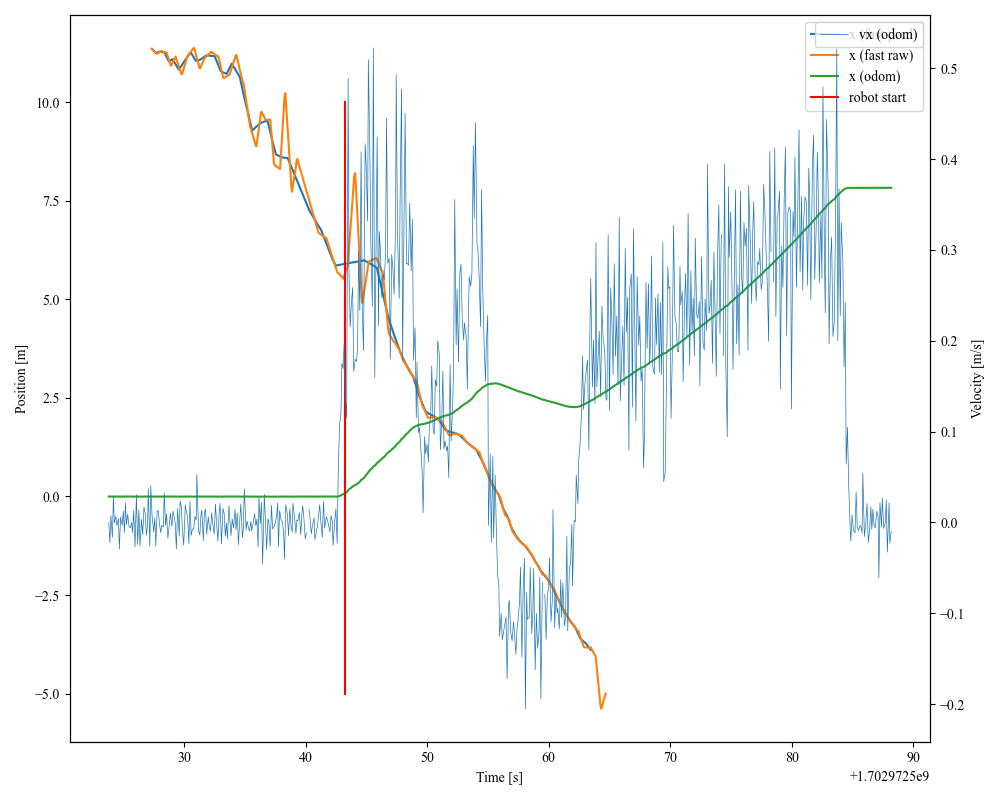 vx (odom)
x (fast raw)
x (odom)
robot start
10.0
7.5
5.0
2.5
0.0
−2.5
−5.0
Position [m]
0.5
0.4
0.3
0.2
0.1
0.0
−0.1
−0.2
Velocity [m/s]
30 40 50 60 70 80 90
Time [s]
+1.7029725e9